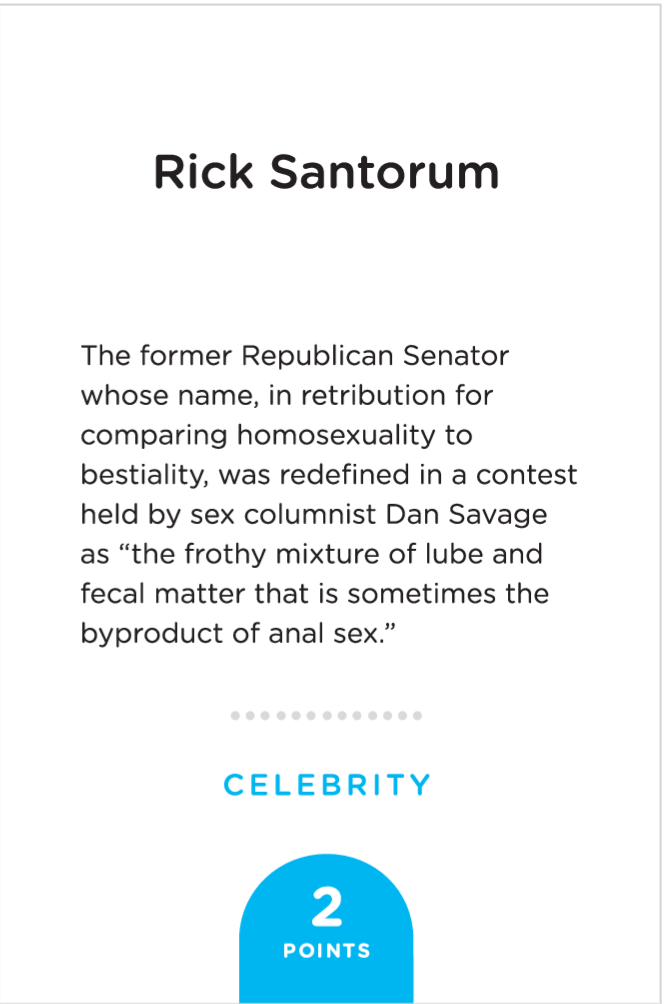 Rick Santorum
The former Republican Senator
whose name, in retribution for
comparing homosexuality to
bestiality, was redefined in a contest
held by sex columnist Dan Savage
as “the frothy mixture of lube and
fecal matter that is sometimes the
byproduct of anal sex.”
CELEBRITY
2
POINTS